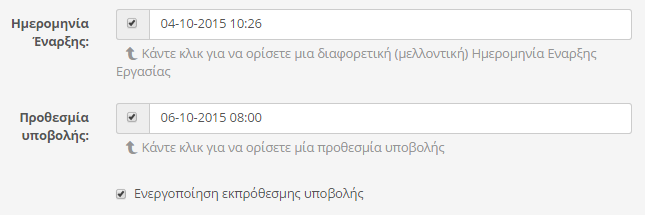 Ημερομηνία Έναρξης: 04-10-2015 10:26
Κάντε κλικ για να ορίσετε μια διαφορετική (μελλοντική) Ημερομηνία Εναρξης
Εργασίας
Προθεσμία υποβολής: 06-10-2015 08:00
Κάντε κλικ για να ορίσετε μία προθεσμία υποβολής
Ενεργοποίηση εκπρόθεσμης υποβολής